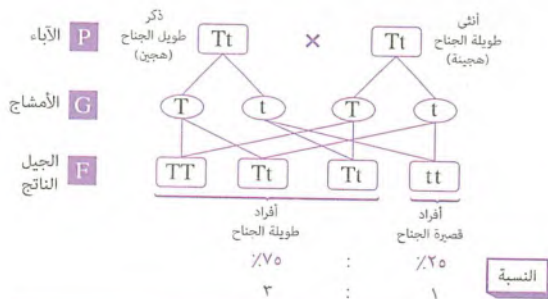 P الآباء
ذكر
طويل الجناح
(هجين)
Tt × Tt
أنثى
طويلة الجناح
(هجينة)
G الأمشاج
T t T t
F الجيل
الناتج
TT Tt Tt tt
أفراد
طويلة الجناح
أفراد
قصيرة الجناح
النسبة
٪٧٥ : ٪٢٥
٣ : ١